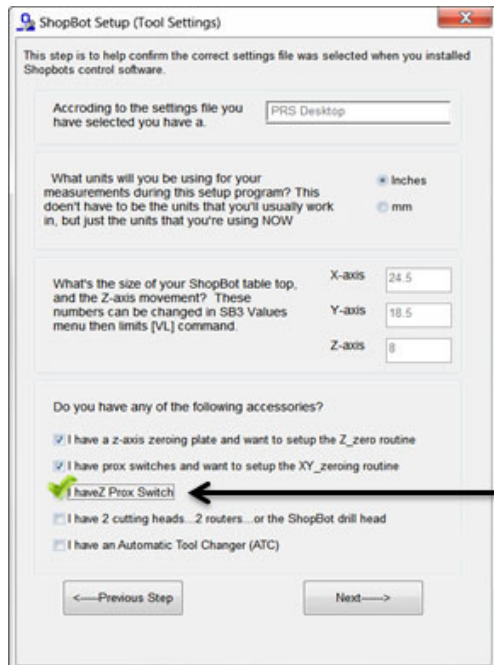 ShopBot Setup (Tool Settings)
This step is to help confirm the correct settings file was selected when you installed
Shopbots control software.
Accroding to the settings file you
have selected you have a.
PRS Desktop
What units will you be using for your
measurements during this setup program? This
doen't have to be the units that you'll usually work
in, but just the units that you're using NOW
Inches
mm
What's the size of your ShopBot table top,
and the Z-axis movement? These
numbers can be changed in SB3 Values
menu then limits [VL] command.
X-axis
24.5
Y-axis
18.5
Z-axis
8
Do you have any of the following accessories?
I have a z-axis zeroing plate and want to setup the Z_zero routine
I have prox switches and want to setup the XY_zeroing routine
I haveZ Prox Switch
I have 2 cutting heads...2 routers...or the ShopBot drill head
I have an Automatic Tool Changer (ATC)
<----Previous Step
Next---->